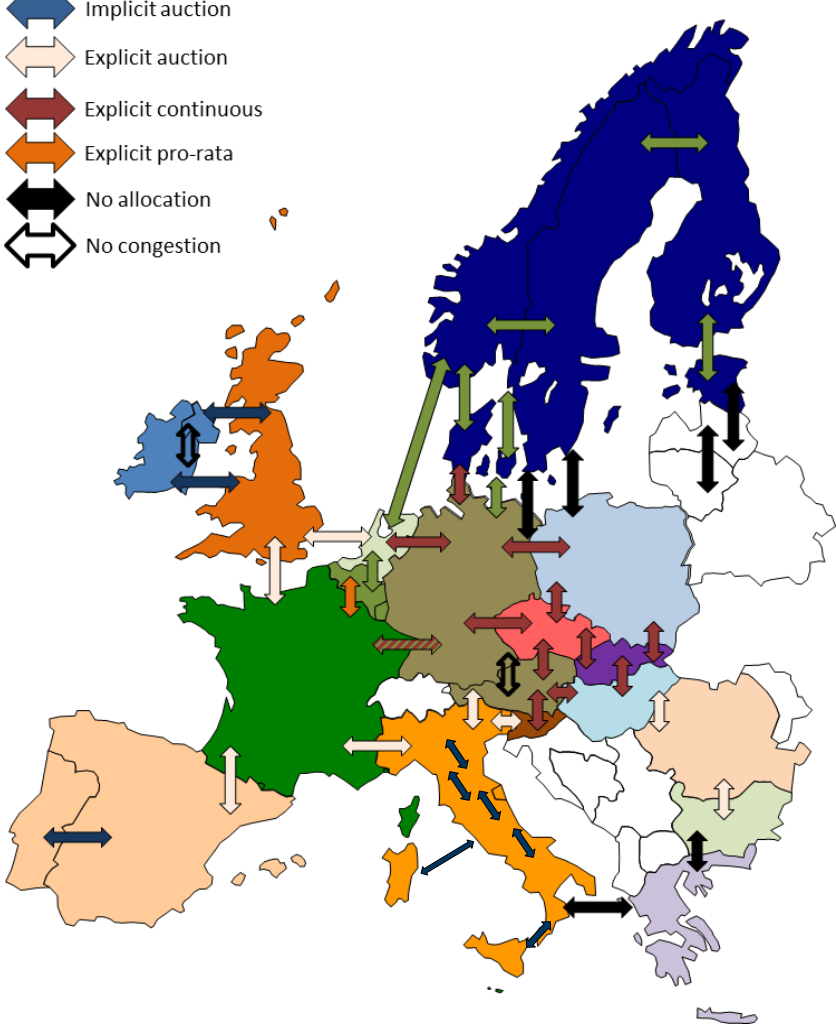 Implicit auction
Explicit auction
Explicit continuous
Explicit pro-rata
No allocation
No congestion